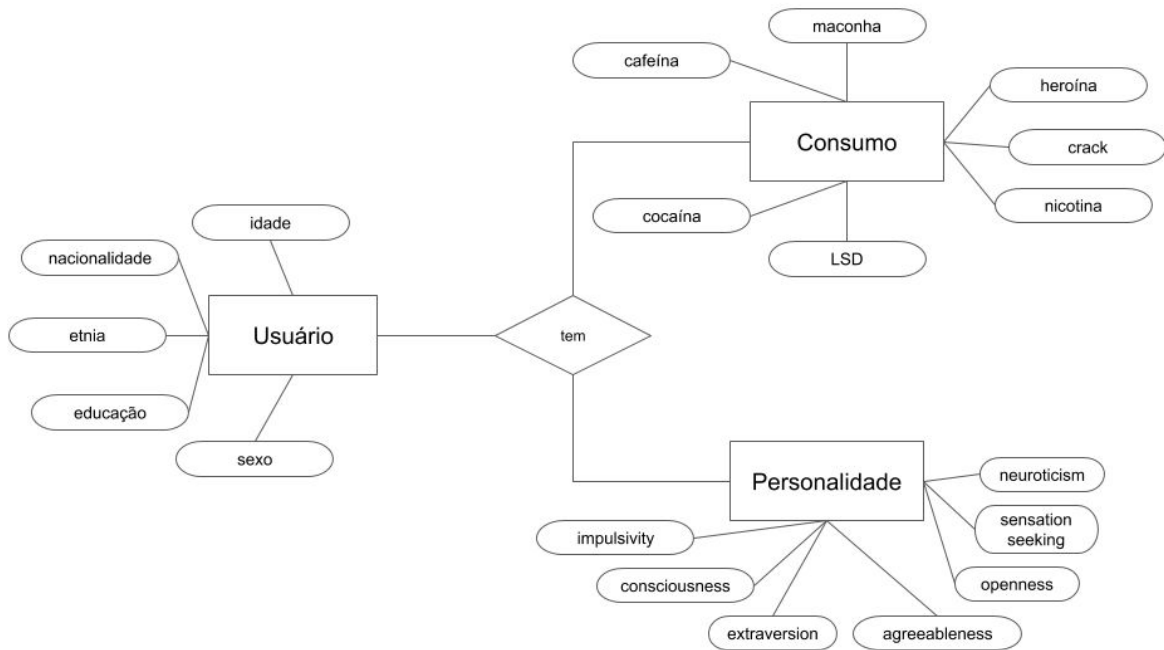 maconha
cafeína
heroína
Consumo
crack
cocaína
nicotina
idade
LSD
nacionalidade
Usuário
etnia
tem
educação
sexo
Personalidade
neuroticism
sensation
seeking
impulsivity
consciousness
openness
extraversion
agreeableness